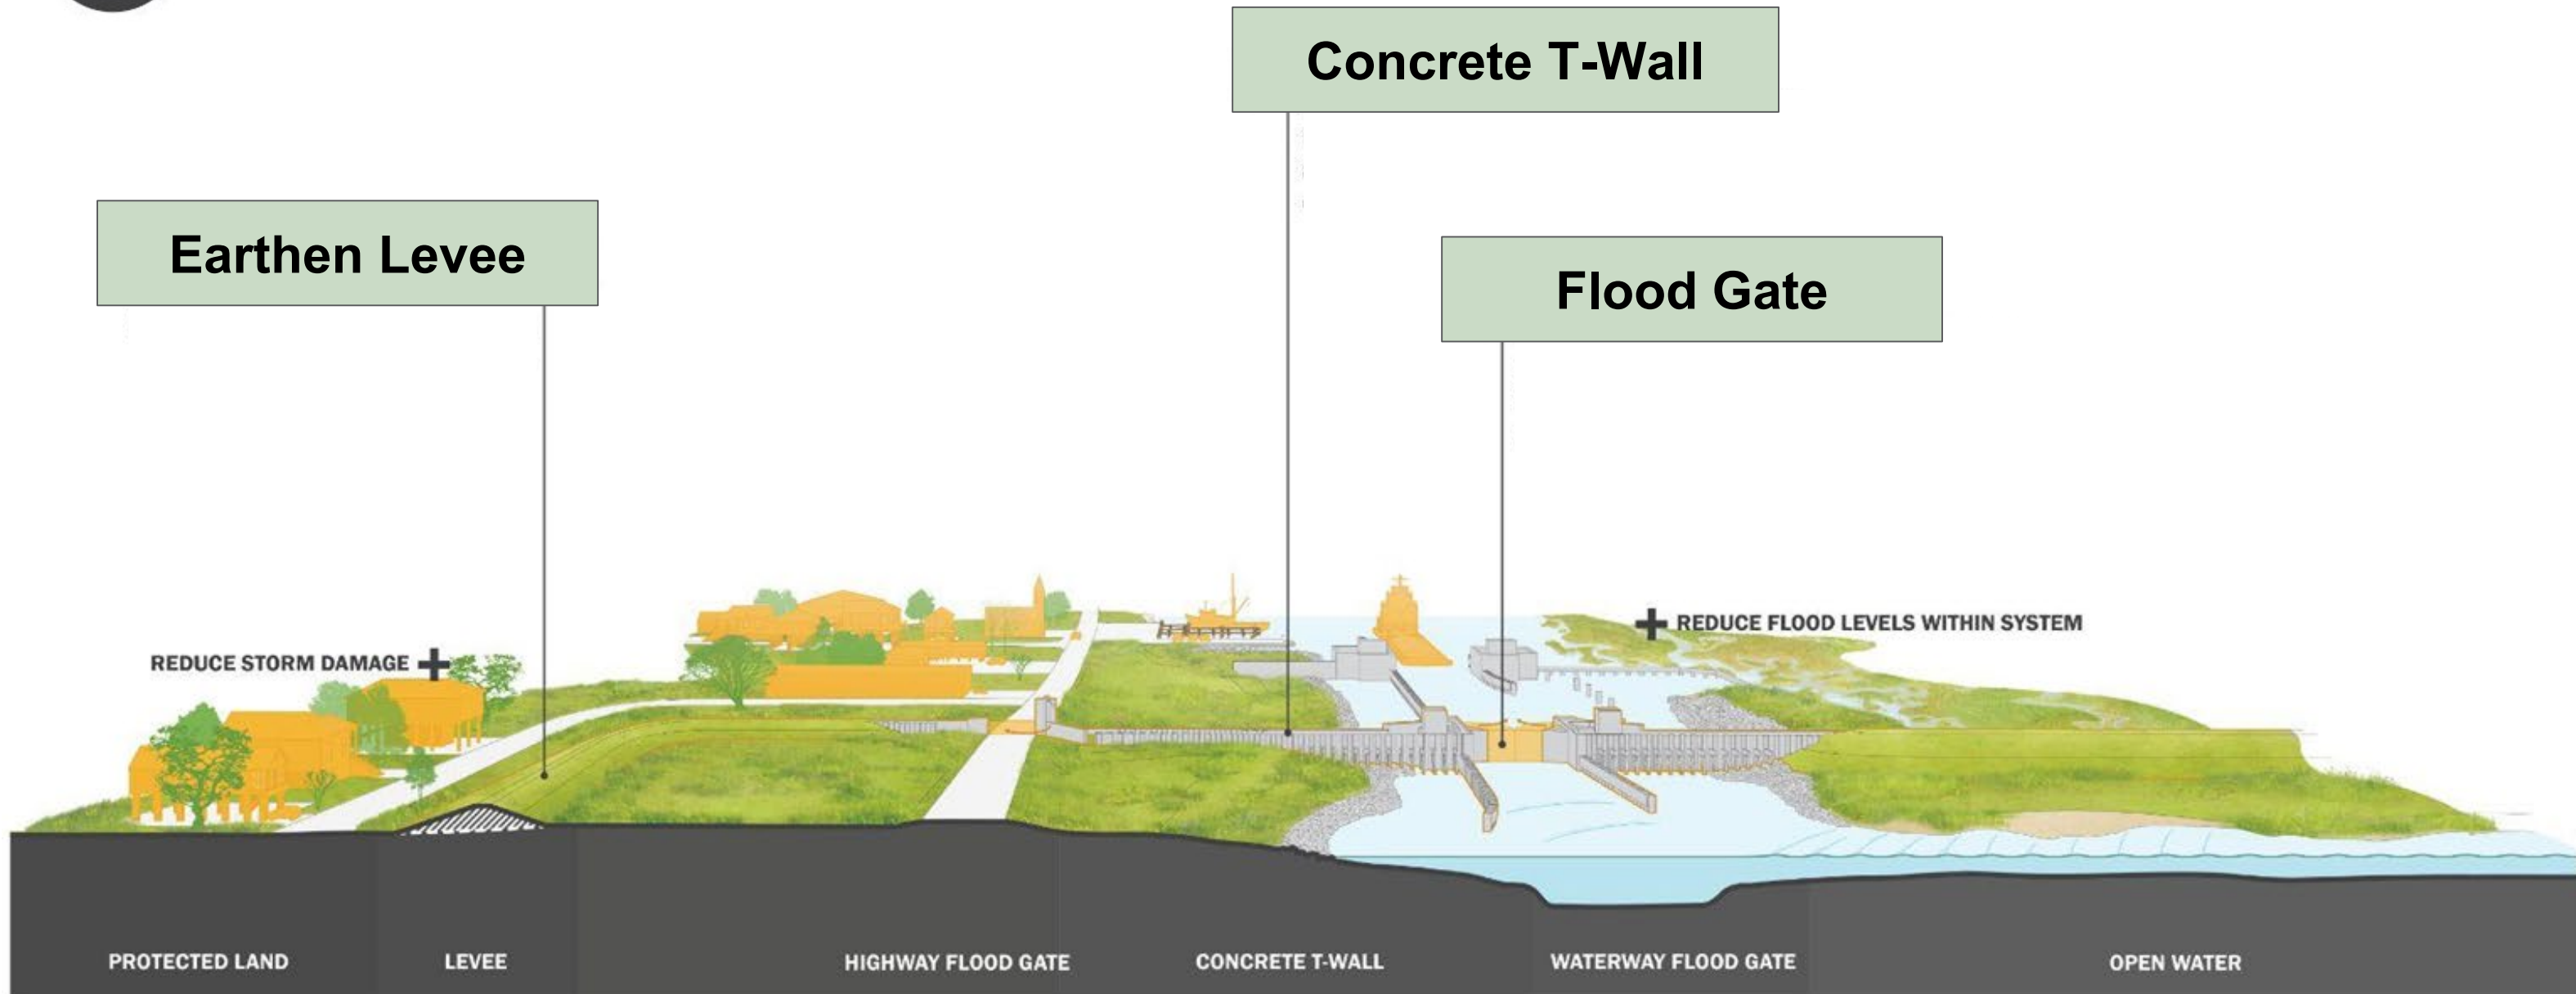 Concrete T-Wall
Earthen Levee
Flood Gate
REDUCE STORM DAMAGE
REDUCE FLOOD LEVELS WITHIN SYSTEM
PROTECTED LAND
LEVEE
HIGHWAY FLOOD GATE
CONCRETE T-WALL
WATERWAY FLOOD GATE
OPEN WATER